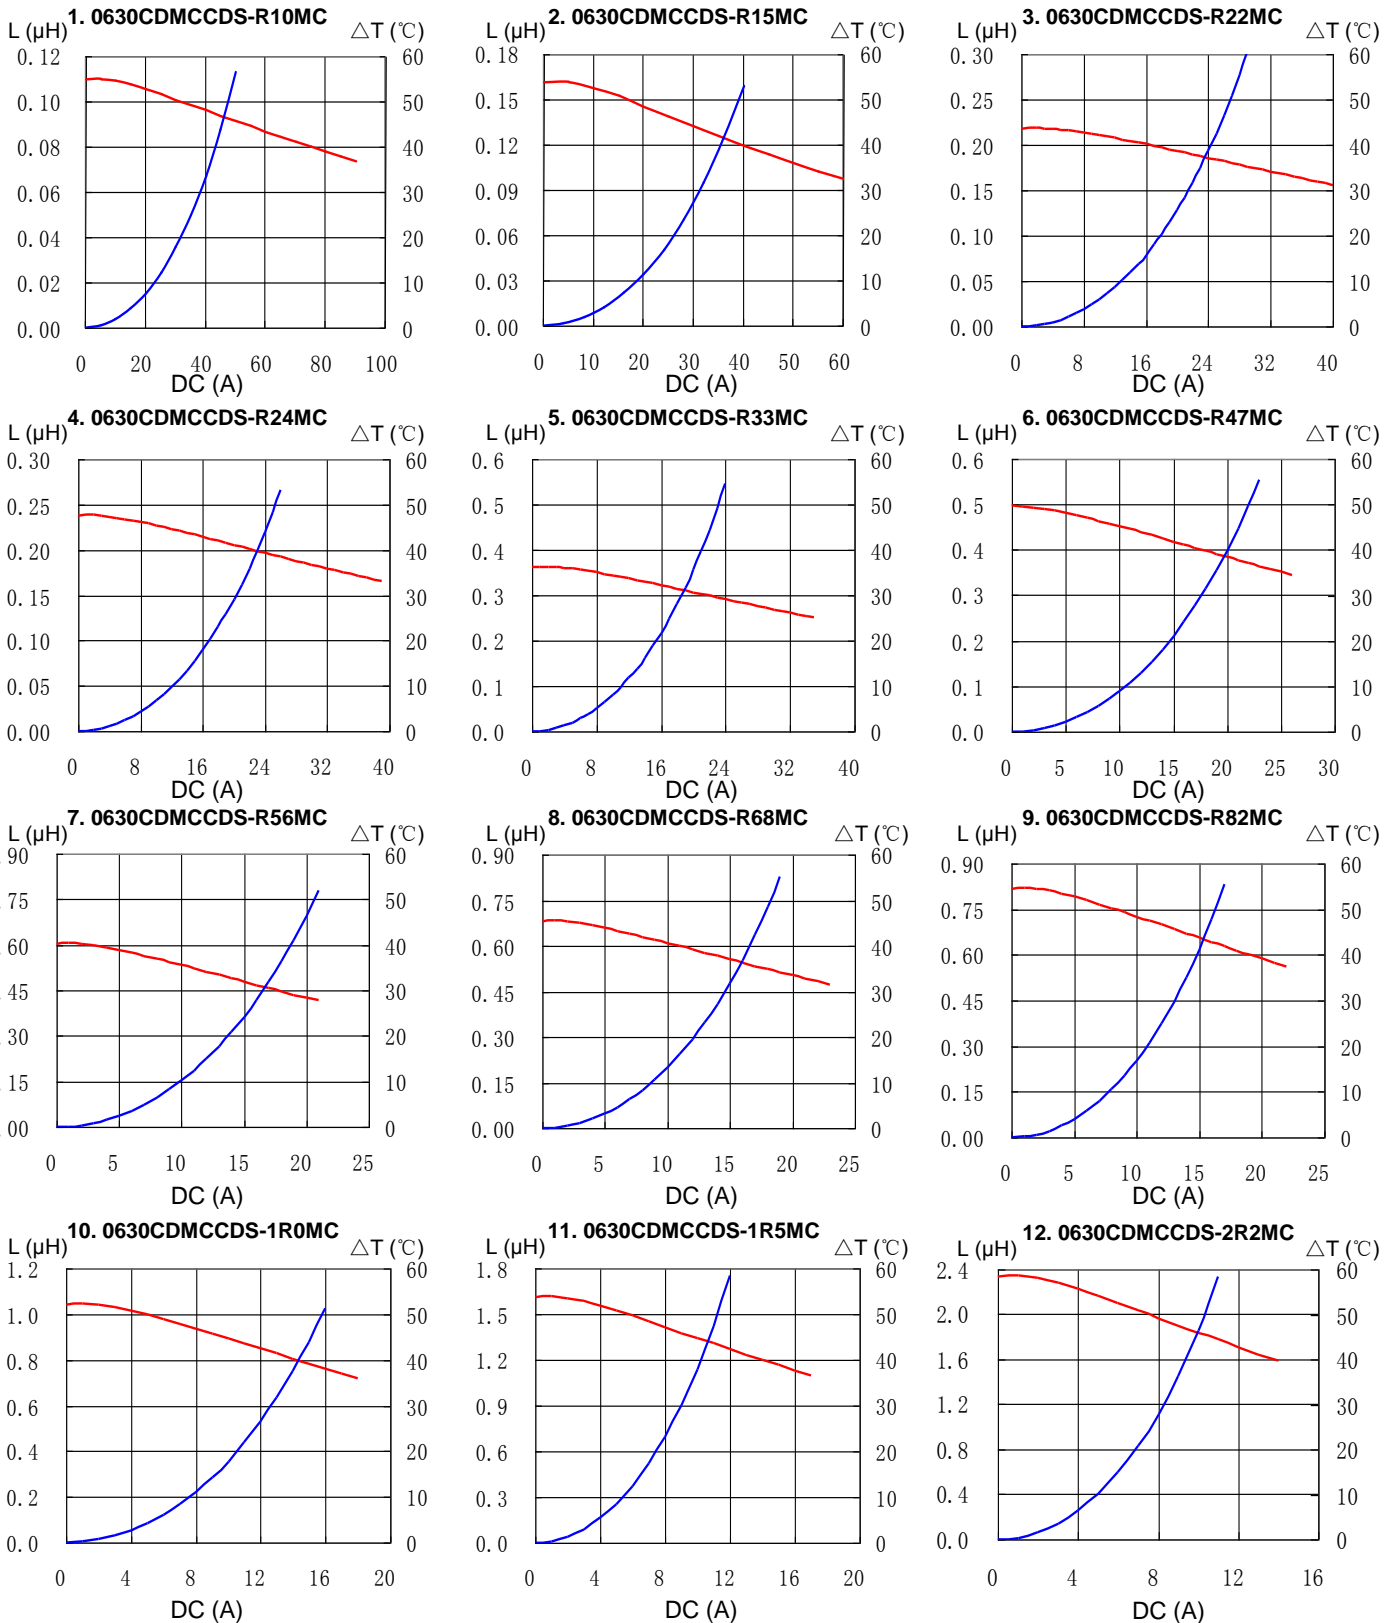 1. 0630CDMCCDS-R10MC
L (µH) △T (℃)
0.12 60
0.10 50
0.08 40
0.06 30
0.04 20
0.02 10
0.00 0
0 20 40 60 80 100
DC (A)
2. 0630CDMCCDS-R15MC
L (µH) △T (℃)
0.18 60
0.15 50
0.12 40
0.09 30
0.06 20
0.03 10
0.00 0
0 10 20 30 40 50 60
DC (A)
3. 0630CDMCCDS-R22MC
L (µH) △T (℃)
0.30 60
0.25 50
0.20 40
0.15 30
0.10 20
0.05 10
0.00 0
0 8 16 24 32 40
DC (A)
4. 0630CDMCCDS-R24MC
L (µH) △T (℃)
0.30 60
0.25 50
0.20 40
0.15 30
0.10 20
0.05 10
0.00 0
0 8 16 24 32 40
DC (A)
5. 0630CDMCCDS-R33MC
L (µH) △T (℃)
0.6 60
0.5 50
0.4 40
0.3 30
0.2 20
0.1 10
0.0 0
0 8 16 24 32 40
DC (A)
6. 0630CDMCCDS-R47MC
L (µH) △T (℃)
0.6 60
0.5 50
0.4 40
0.3 30
0.2 20
0.1 10
0.0 0
0 5 10 15 20 25 30
DC (A)
7. 0630CDMCCDS-R56MC
L (µH) △T (℃)
.90 60
75 50
60 40
45 30
30 20
15 10
00 0
0 5 10 15 20 25
DC (A)
8. 0630CDMCCDS-R68MC
L (µH) △T (℃)
0.90 60
0.75 50
0.60 40
0.45 30
0.30 20
0.15 10
0.00 0
0 5 10 15 20 25
DC (A)
9. 0630CDMCCDS-R82MC
L (µH) △T (℃)
0.90 60
0.75 50
0.60 40
0.45 30
0.30 20
0.15 10
0.00 0
0 5 10 15 20 25
DC (A)
10. 0630CDMCCDS-1R0MC
L (µH) △T (℃)
1.2 60
1.0 50
0.8 40
0.6 30
0.4 20
0.2 10
0.0 0
0 4 8 12 16 20
DC (A)
11. 0630CDMCCDS-1R5MC
L (µH) △T (℃)
1.8 60
1.5 50
1.2 40
0.9 30
0.6 20
0.3 10
0.0 0
0 4 8 12 16 20
DC (A)
12. 0630CDMCCDS-2R2MC
L (µH) △T (℃)
2.4 60
2.0 50
1.6 40
1.2 30
0.8 20
0.4 10
0.0 0
0 4 8 12 16
DC (A)